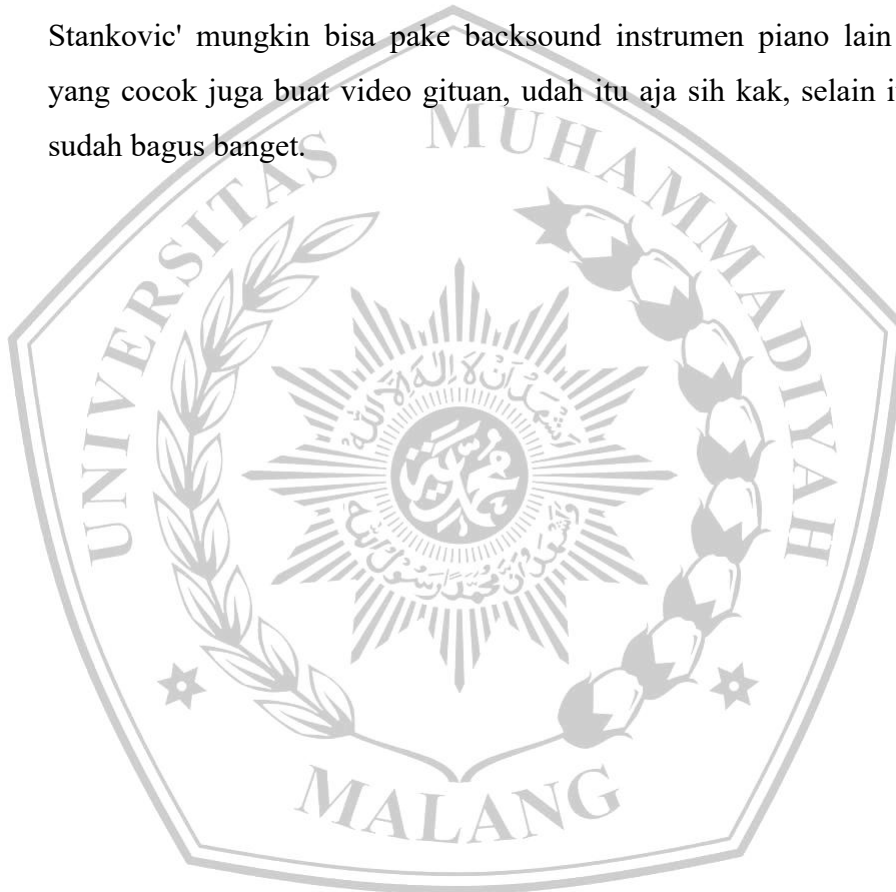 Stankovic' mungkin bisa pake backsound instrumen piano lain
yang cocok juga buat video gituan, udah itu aja sih kak, selain i
sudah bagus banget.
UNIVERSITAS MUHAMMADIYAH
MALANG